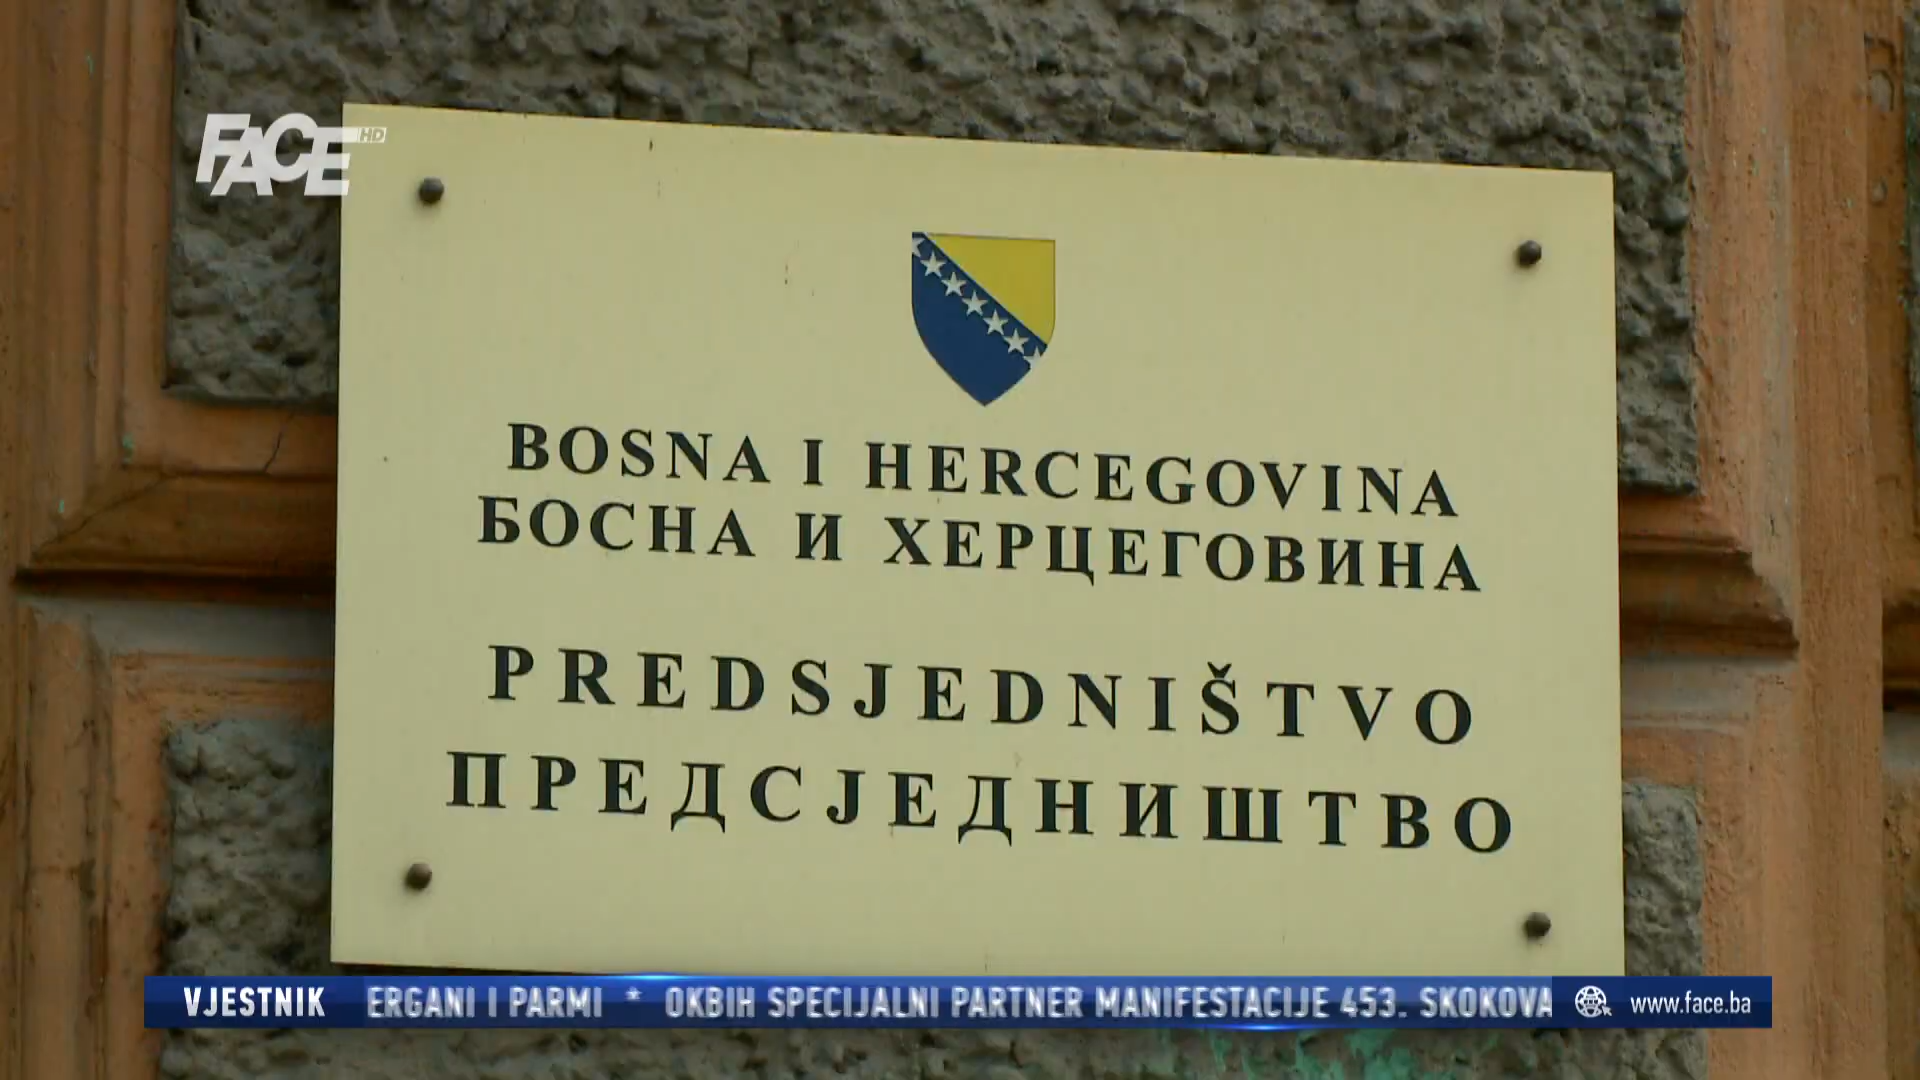 FACE HD
BOSNA I HERCEGOVINA
БОСНА И ХЕРЦЕГОВИНА
PREDSJEDNIŠTVO
ПРЕДСЈЕДНИШТВО
VJESTNIK ERGANI I PARMI * OKBIH SPECIJALNI PARTNER MANIFESTACIJE 453. SKOKOVA www.face.ba